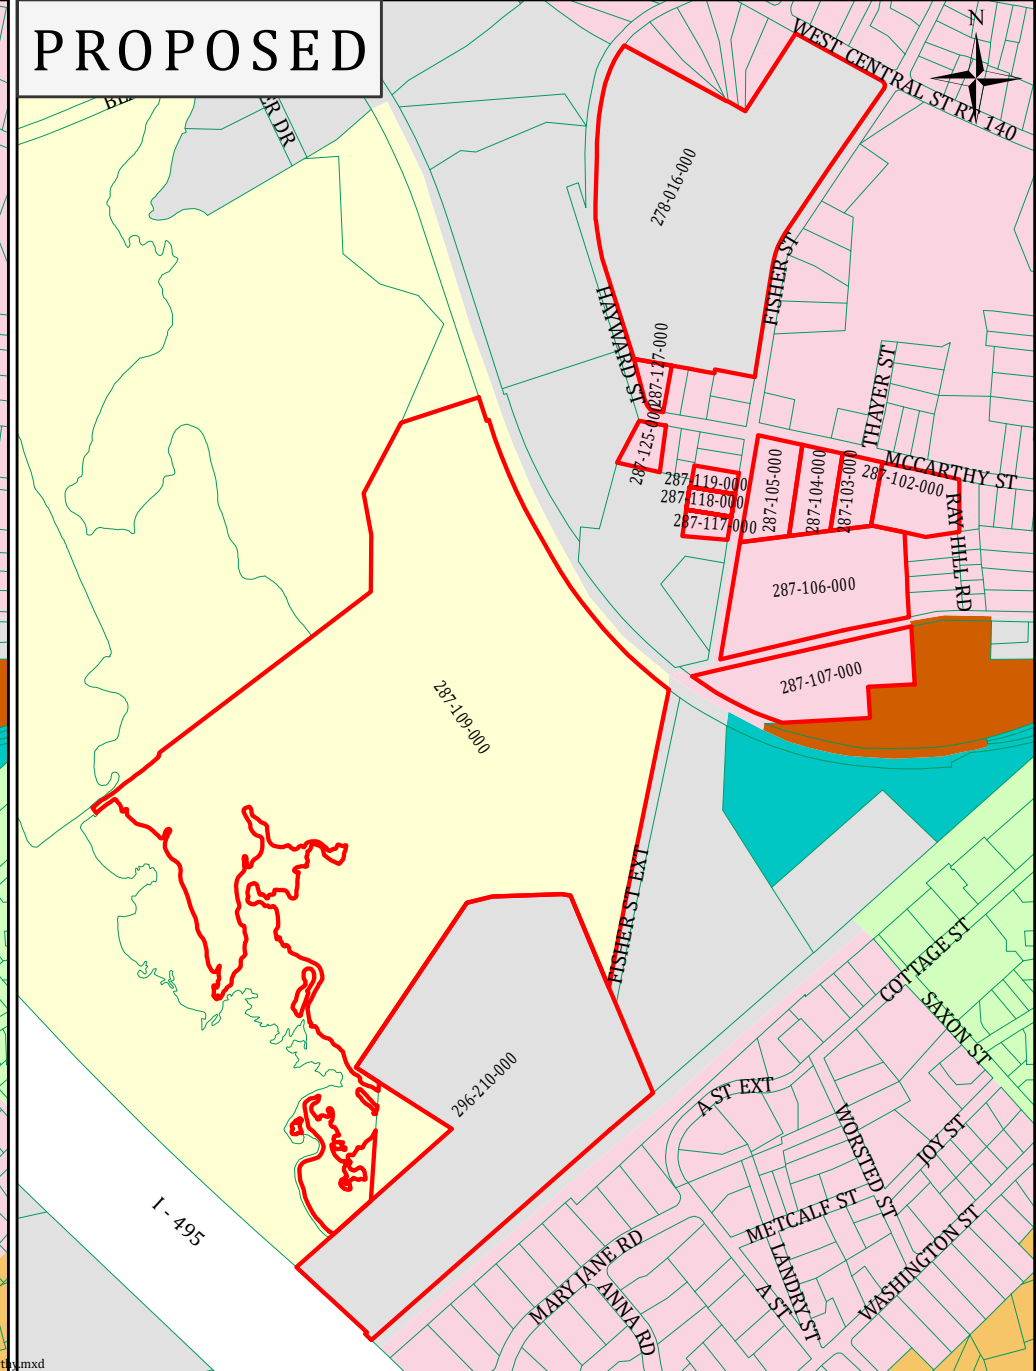 PROPOSED
N
WEST CENTRAL ST RT 140
ER DR
278-016-000
FISHER ST
HAYWARD ST
287-127-000
THAYER ST
287-125-000
MCCARTHY ST
287-119-000
287-118-000
287-117-000
287-105-000
287-104-000
287-103-000
287-102-000
RAY HILL RD
287-106-000
287-107-000
287-109-000
FISHER ST EXT
COTTAGE ST
SAXON ST
296-210-000
A ST EXT
WORSTED ST
JOY ST
METCALF ST
I - 495
MARY JANE RD
ANNA RD
LANDRY ST
A ST
WASHINGTON ST
thy.mxd